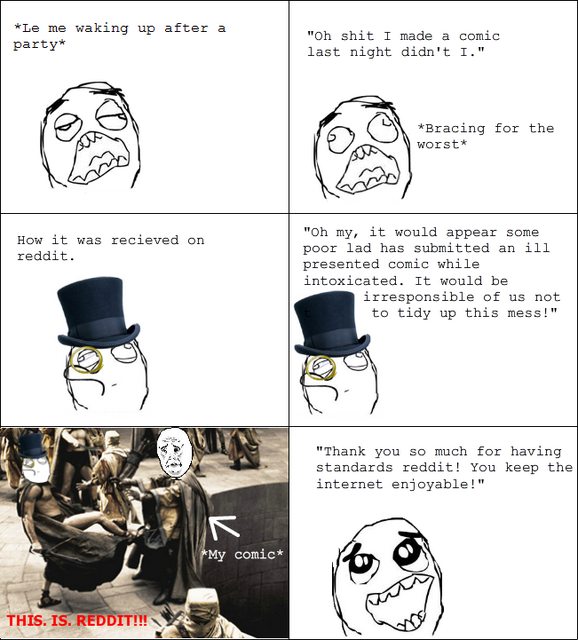 *Le me waking up after a
party*
"Oh shit I made a comic
last night didn't I."
*Bracing for the
worst*
How it was recieved on
reddit.
"Oh my, it would appear some
poor lad has submitted an ill
presented comic while
intoxicated. It would be
irresponsible of us not
to tidy up this mess!"
*My comic*
THIS. IS. REDDIT!!!
"Thank you so much for having
standards reddit! You keep the
internet enjoyable!"